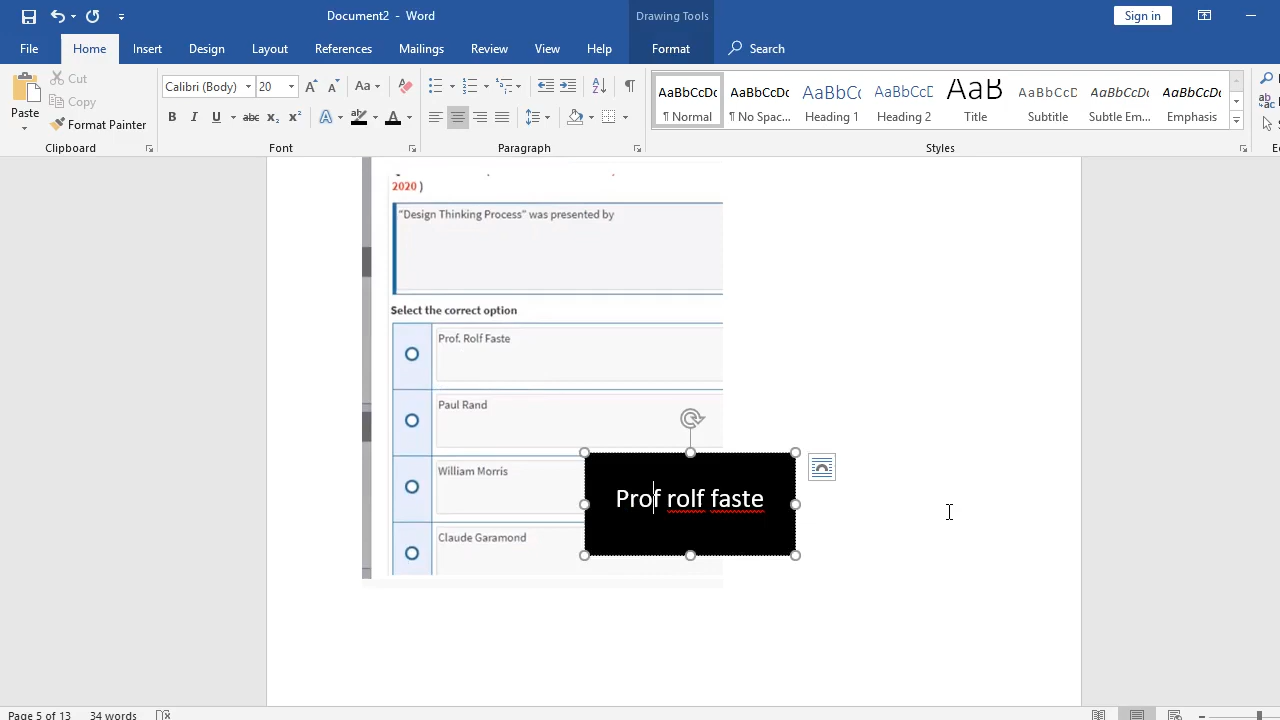 Document2 - Word
Drawing Tools
Sign in
File Home Insert Design Layout References Mailings Review View Help Format Search
Paste
Cut
Copy
Format Painter
Clipboard
Calibri (Body) 20
Font
Paragraph
AaBbCcDc
¶ Normal
AaBbCcDc
¶ No Spac...
AaBbCc
Heading 1
AaBbCcD
Heading 2
AaB
Title
AaBbCcD
Subtitle
AaBbCcDc
Subtle Em...
AaBbCcDc
Emphasis
Styles
2020 )
"Design Thinking Process" was presented by
Select the correct option
Prof. Rolf Faste
Paul Rand
William Morris
Claude Garamond
Prof rolf faste
Page 5 of 13 34 words